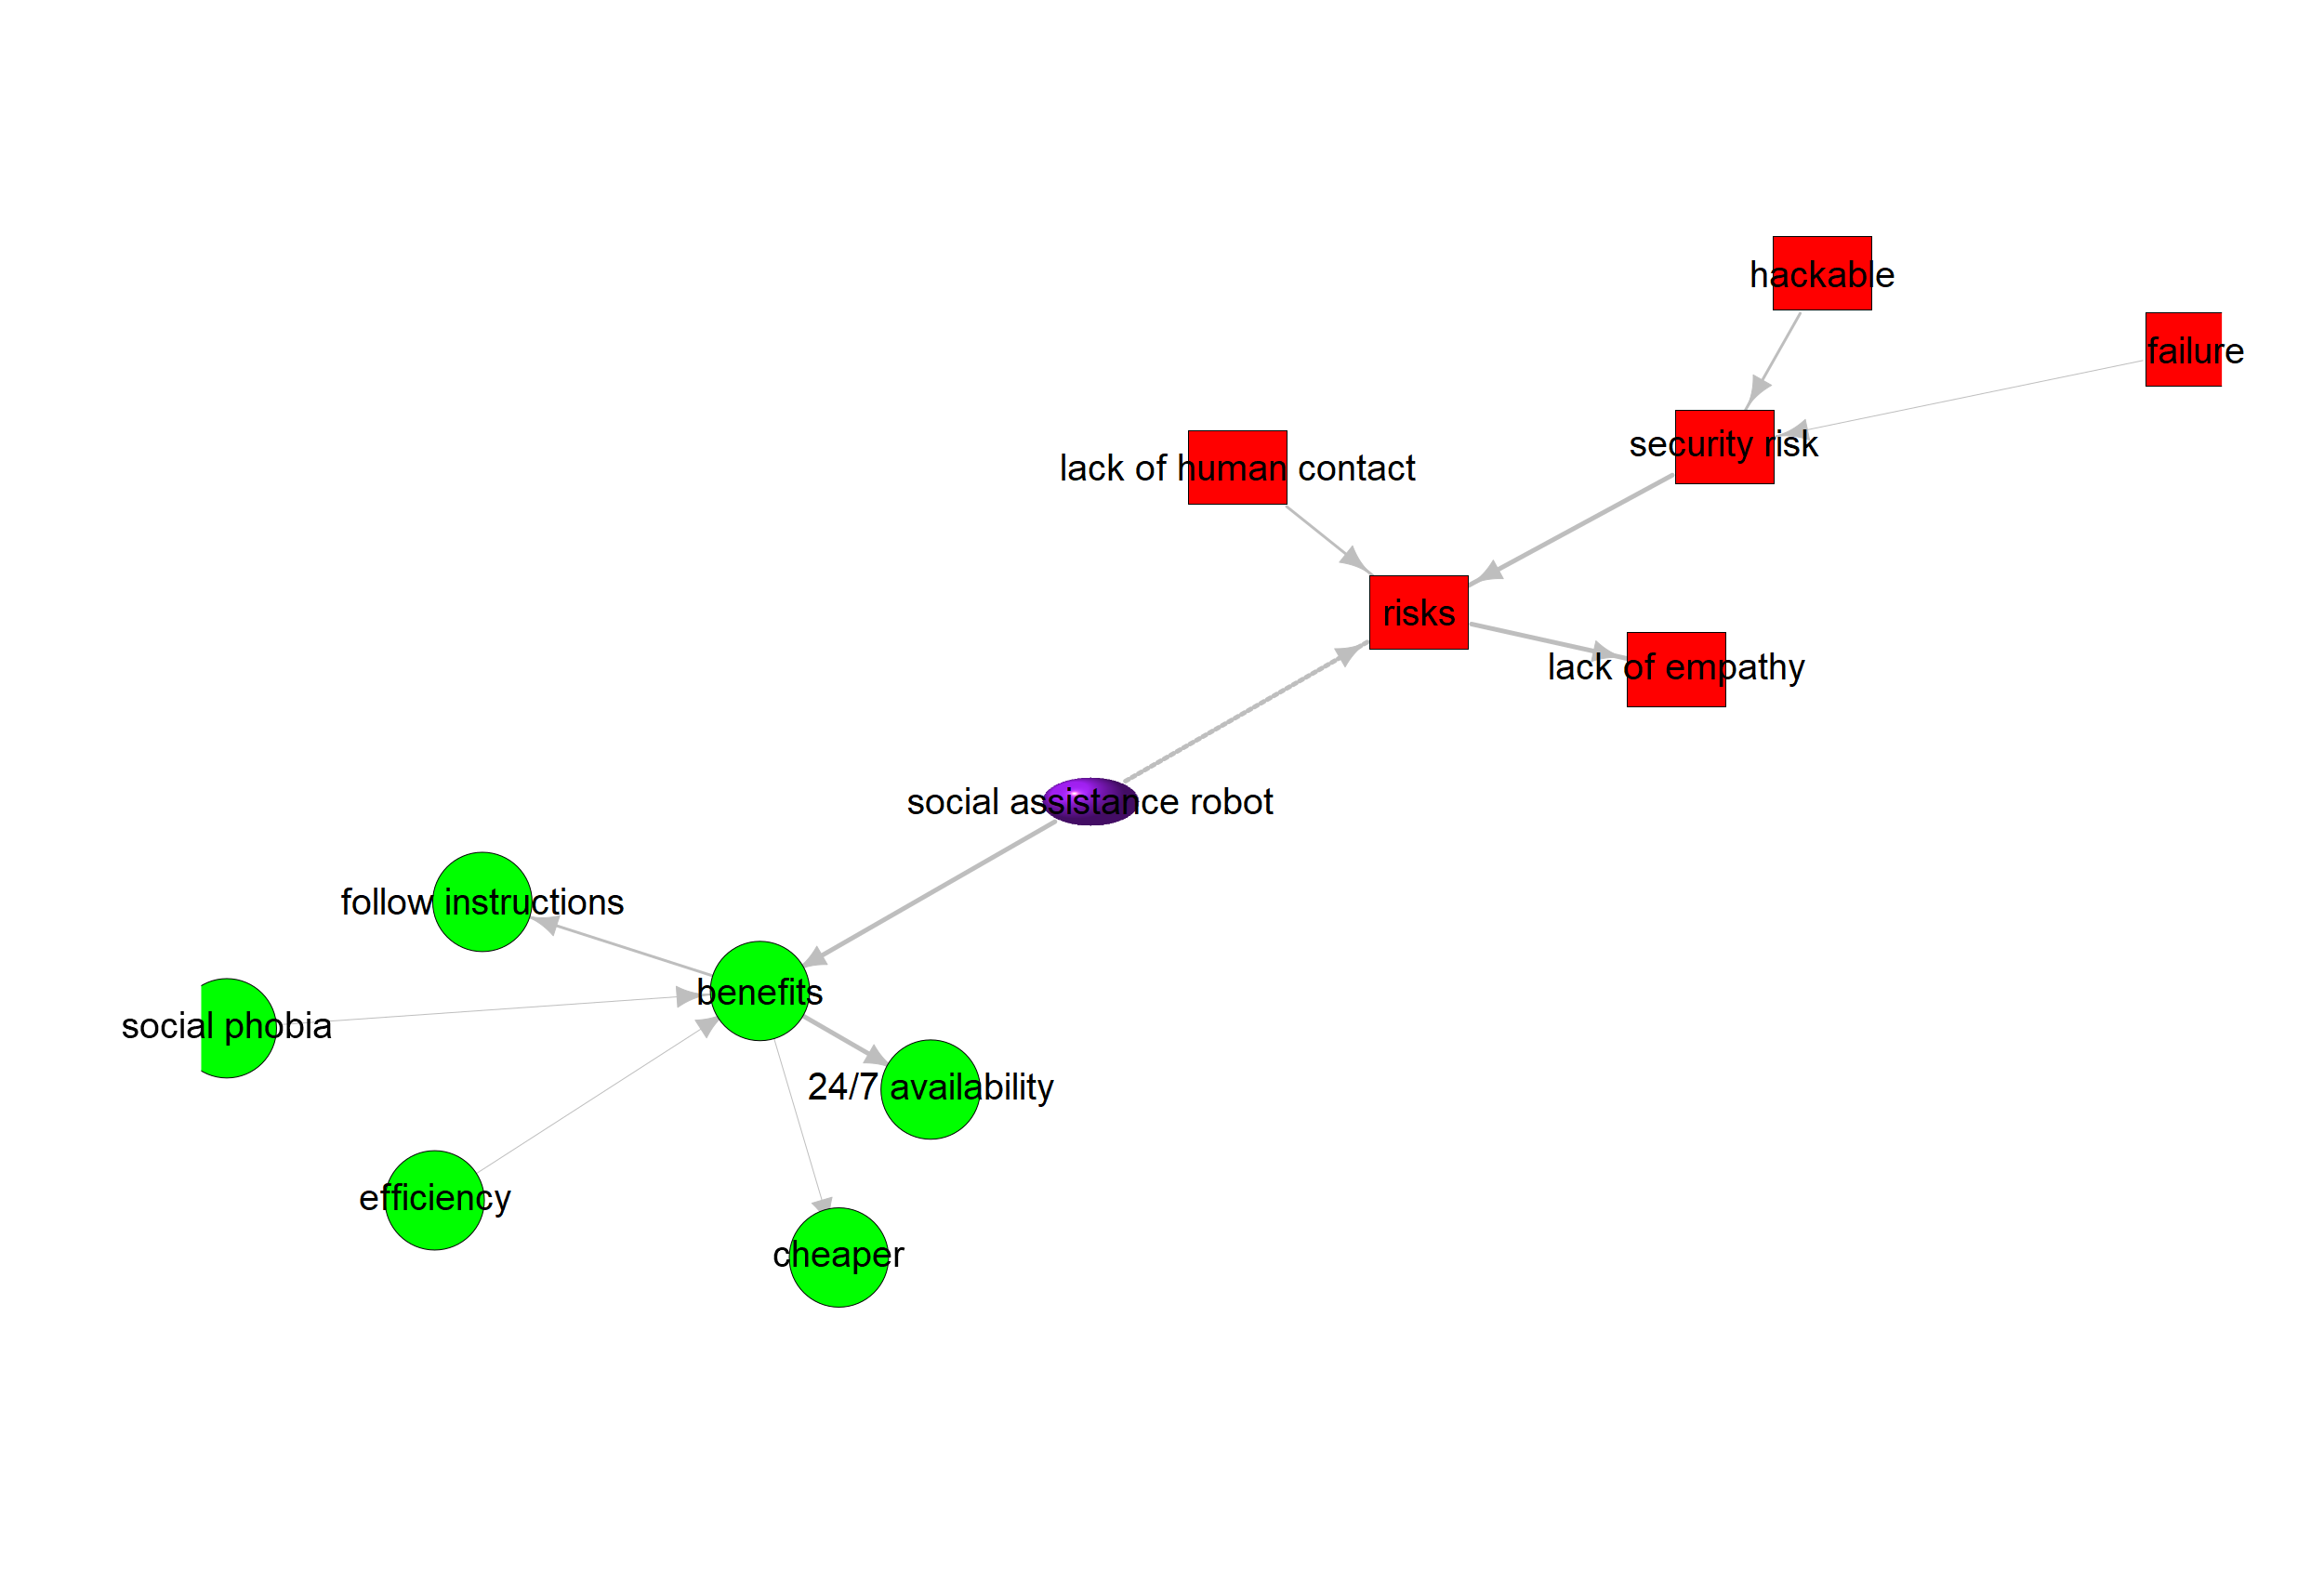 hackable
failure
security risk
lack of human contact
risks
lack of empathy
social assistance robot
follow instructions
benefits
social phobia
24/7 availability
efficiency
cheaper